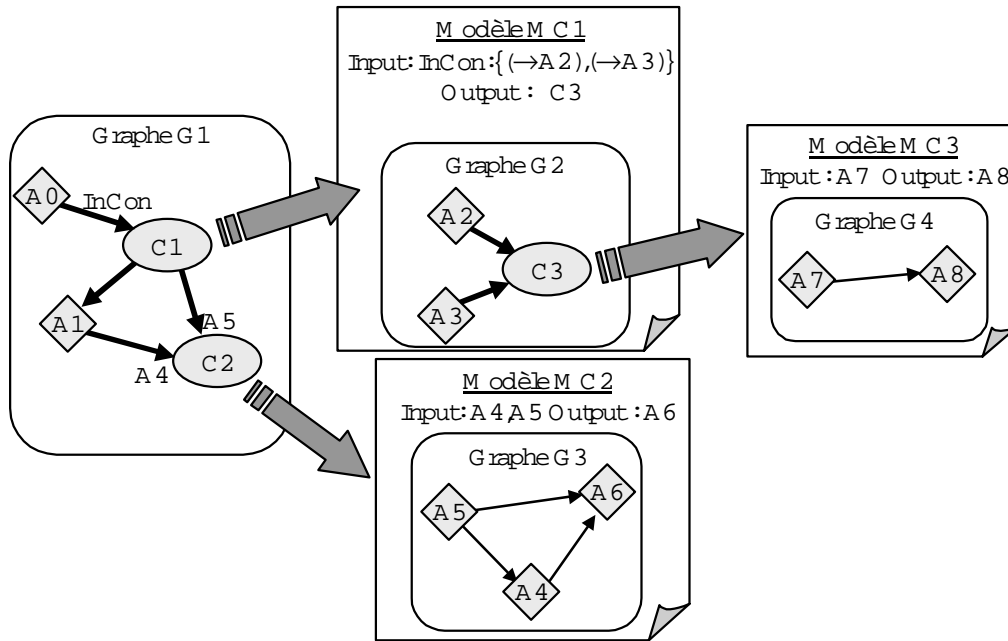 Graphe G1
A0
InCon
C1
A1
A5
A4
C2
Modèle MC1
Input: InCon:{(→A2),(→A3)}
Output: C3
Graphe G2
A2
C3
A3
Modèle MC3
Input: A7 Output: A8
Graphe G4
A7
A8
Modèle MC2
Input: A4,A5 Output: A6
Graphe G3
A5
A6
A4